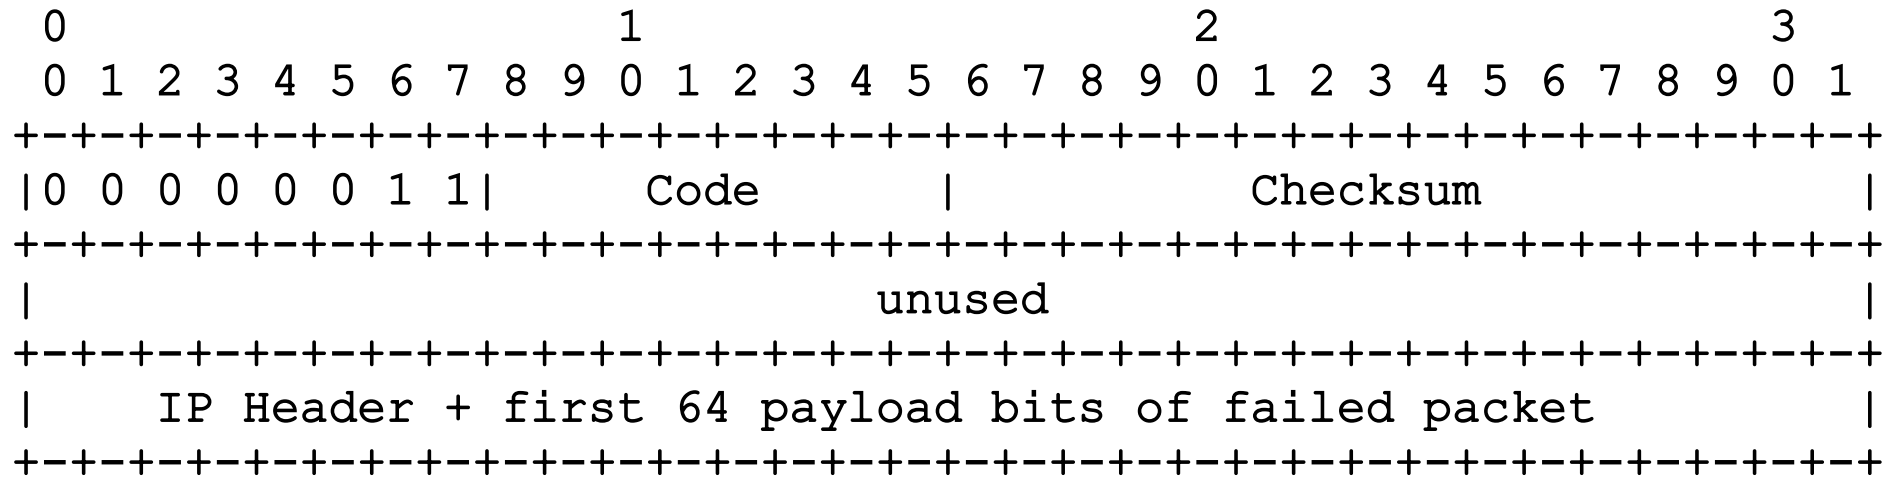 0                   1                   2                   3
 0 1 2 3 4 5 6 7 8 9 0 1 2 3 4 5 6 7 8 9 0 1 2 3 4 5 6 7 8 9 0 1
+-+-+-+-+-+-+-+-+-+-+-+-+-+-+-+-+-+-+-+-+-+-+-+-+-+-+-+-+-+-+-+-+
|0 0 0 0 0 0 1 1|     Code      |          Checksum             |
+-+-+-+-+-+-+-+-+-+-+-+-+-+-+-+-+-+-+-+-+-+-+-+-+-+-+-+-+-+-+-+-+
|                             unused                            |
+-+-+-+-+-+-+-+-+-+-+-+-+-+-+-+-+-+-+-+-+-+-+-+-+-+-+-+-+-+-+-+-+
|    IP Header + first 64 payload bits of failed packet         |
+-+-+-+-+-+-+-+-+-+-+-+-+-+-+-+-+-+-+-+-+-+-+-+-+-+-+-+-+-+-+-+-+